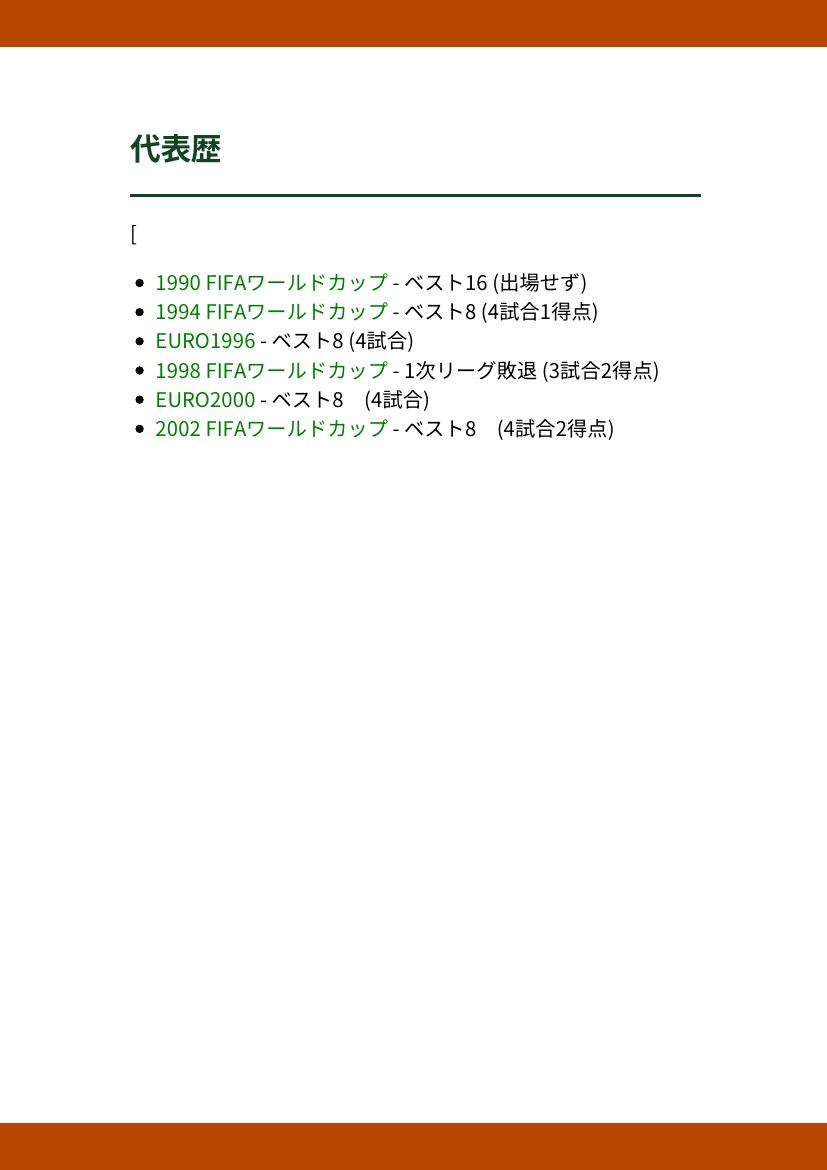 代表歴
[
• 1990 FIFAワールドカップ - ベスト16 (出場せず)
• 1994 FIFAワールドカップ - ベスト8 (4試合1得点)
• EURO1996 - ベスト8 (4試合)
• 1998 FIFAワールドカップ - 1次リーグ敗退 (3試合2得点)
• EURO2000 - ベスト8　(4試合)
• 2002 FIFAワールドカップ - ベスト8　(4試合2得点)